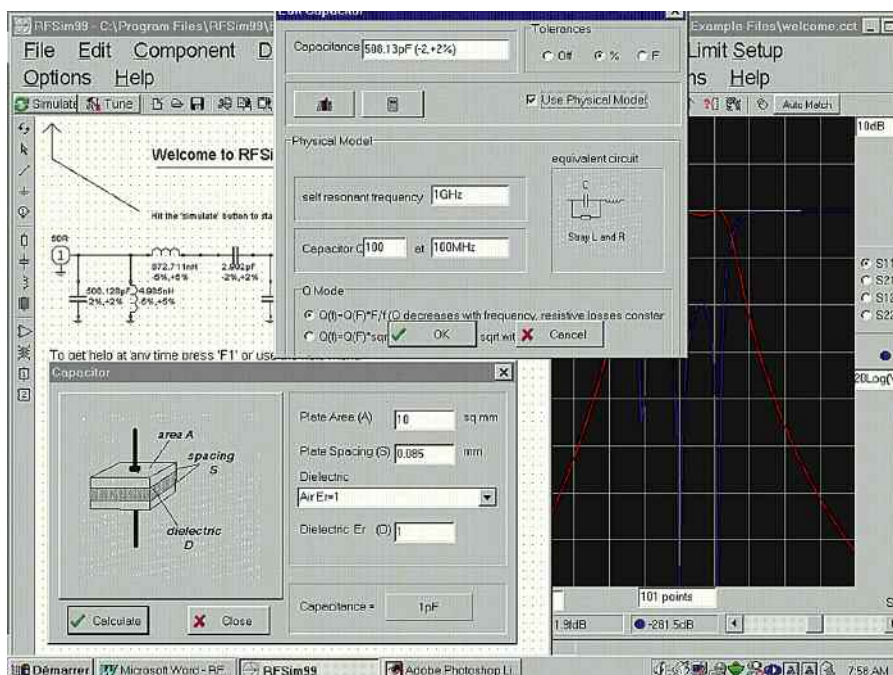 RFSim99 - C:\Program Files\RFSim99\E
Edit Capacitor
Example Files\welcome.cct
File Edit Component D
Limit Setup
Options Help
ns Help
Simulate Tune
Auto Match
Capacitance 508.13pF (-2,+2%)
Tolerances
Off % F
Use Physical Model
Physical Model
self resonant frequency 1GHz
Capacitor Q 100 at 100MHz
equivalent circuit
C
Stray L and R
Q Mode
Q(f)=Q(F)*F/f (Q decreases with frequency, resistive losses constar
Q(f)=Q(F)*sqr
sqrt wit
OK
Cancel
Welcome to RFSi
Hit the 'simulate' button to sta
50R
1
872.711nH
-5%,+5%
2.902pf
-2%,+2%
508.128pF
-2%,+2%
4.985nH
-5%,+5%
To get help at any time press 'F1' or use
10dB
S11
S21
S12
S22
20Log(
101 points
1.9fdB
-281.5dB
Capacitor
area A
spacing
S
dielectric
D
Plate Area (A) 10 sq mm
Plate Spacing (S) 0.085 mm
Dielectric
Air Er=1
Dielectric Er (D) 1
Capacitance = 1pF
Calculate
Close
Démarrer
Microsoft Word - RF
RFSim99
Adobe Photoshop Li
7:58 AM